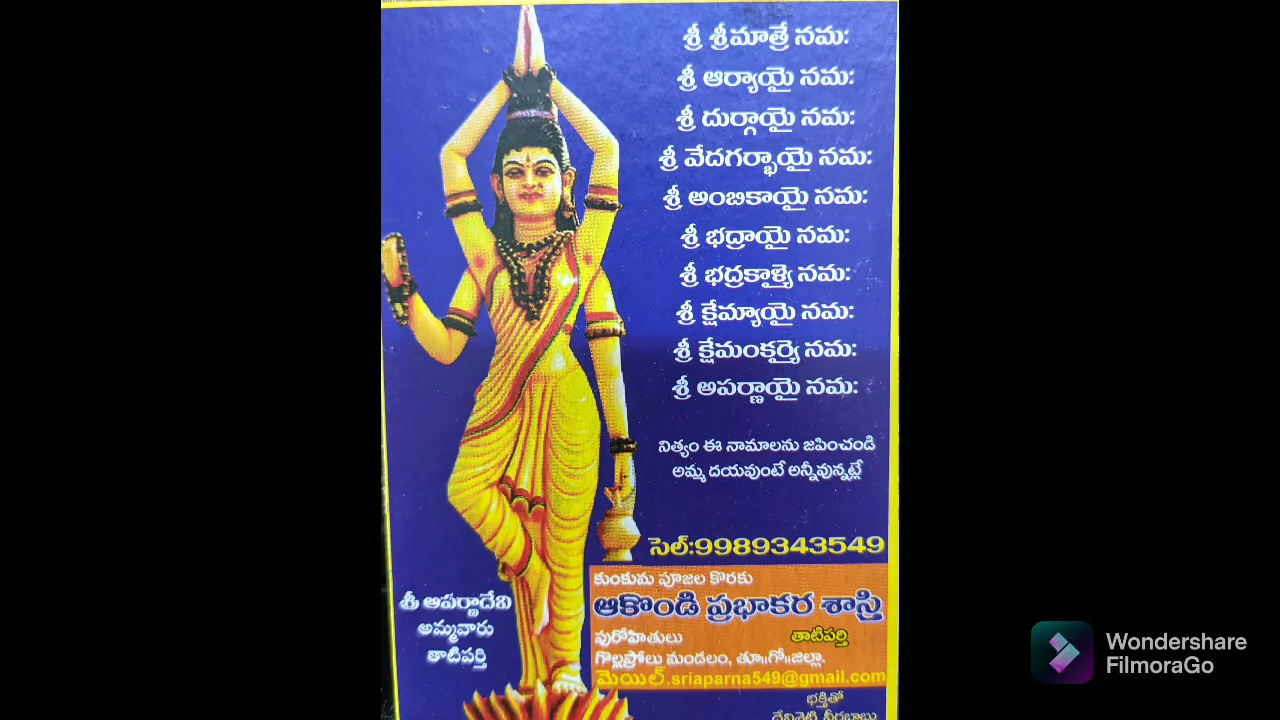 శ్రీ శ్రీమాత్రే నమః
శ్రీ ఆర్యాయై నమః
శ్రీ దుర్గాయై నమః
శ్రీ వేదగర్భాయై నమః
శ్రీ అంబికాయై నమః
శ్రీ భద్రాయై నమః
శ్రీ భద్రకాళ్యై నమః
శ్రీ క్షేమ్యాయై నమః
శ్రీ క్షేమంకర్యై నమః
శ్రీ అపర్ణాయై నమః
నిత్యం ఈ నామాలను జపించండి
అమ్మ దయవుంటే అన్నీవున్నట్లే
సెల్:9989343549
కుంకుమ పూజల కొరకు
ఆకొండి ప్రభాకర శాస్త్రి
పురోహితులు తాటిపర్తి
గొల్లప్రోలు మండలం, తూ॥గో॥జిల్లా.
మెయిల్.sriaparna549@gmail.com
శ్రీ అపర్ణాదేవి
అమ్మవారు
తాటిపర్తి
భక్తితో
Wondershare
FilmoraGo